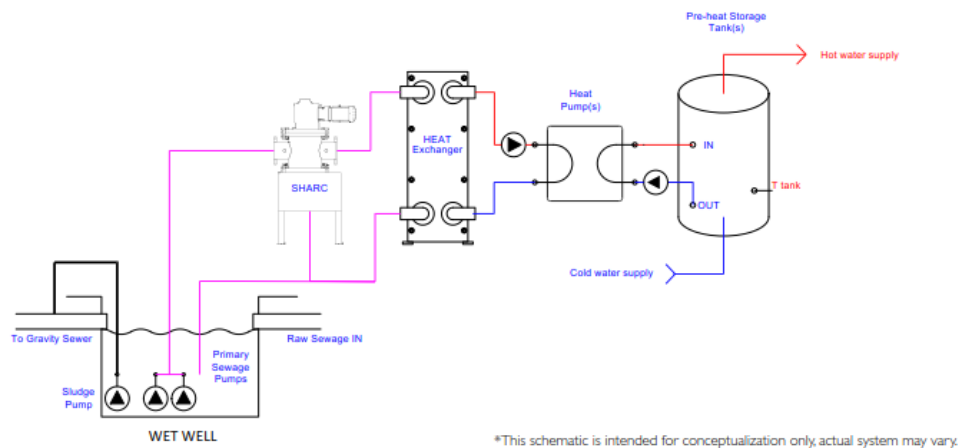 Pre-heat Storage
Tank(s)
Hot water supply
Heat
Pump(s)
HEAT
Exchanger
IN
SHARC
T tank
OUT
Cold water supply
To Gravity Sewer
Raw Sewage IN
Primary
Sewage
Pumps
Sludge
Pump
WET WELL
*This schematic is intended for conceptualization only, actual system may vary.